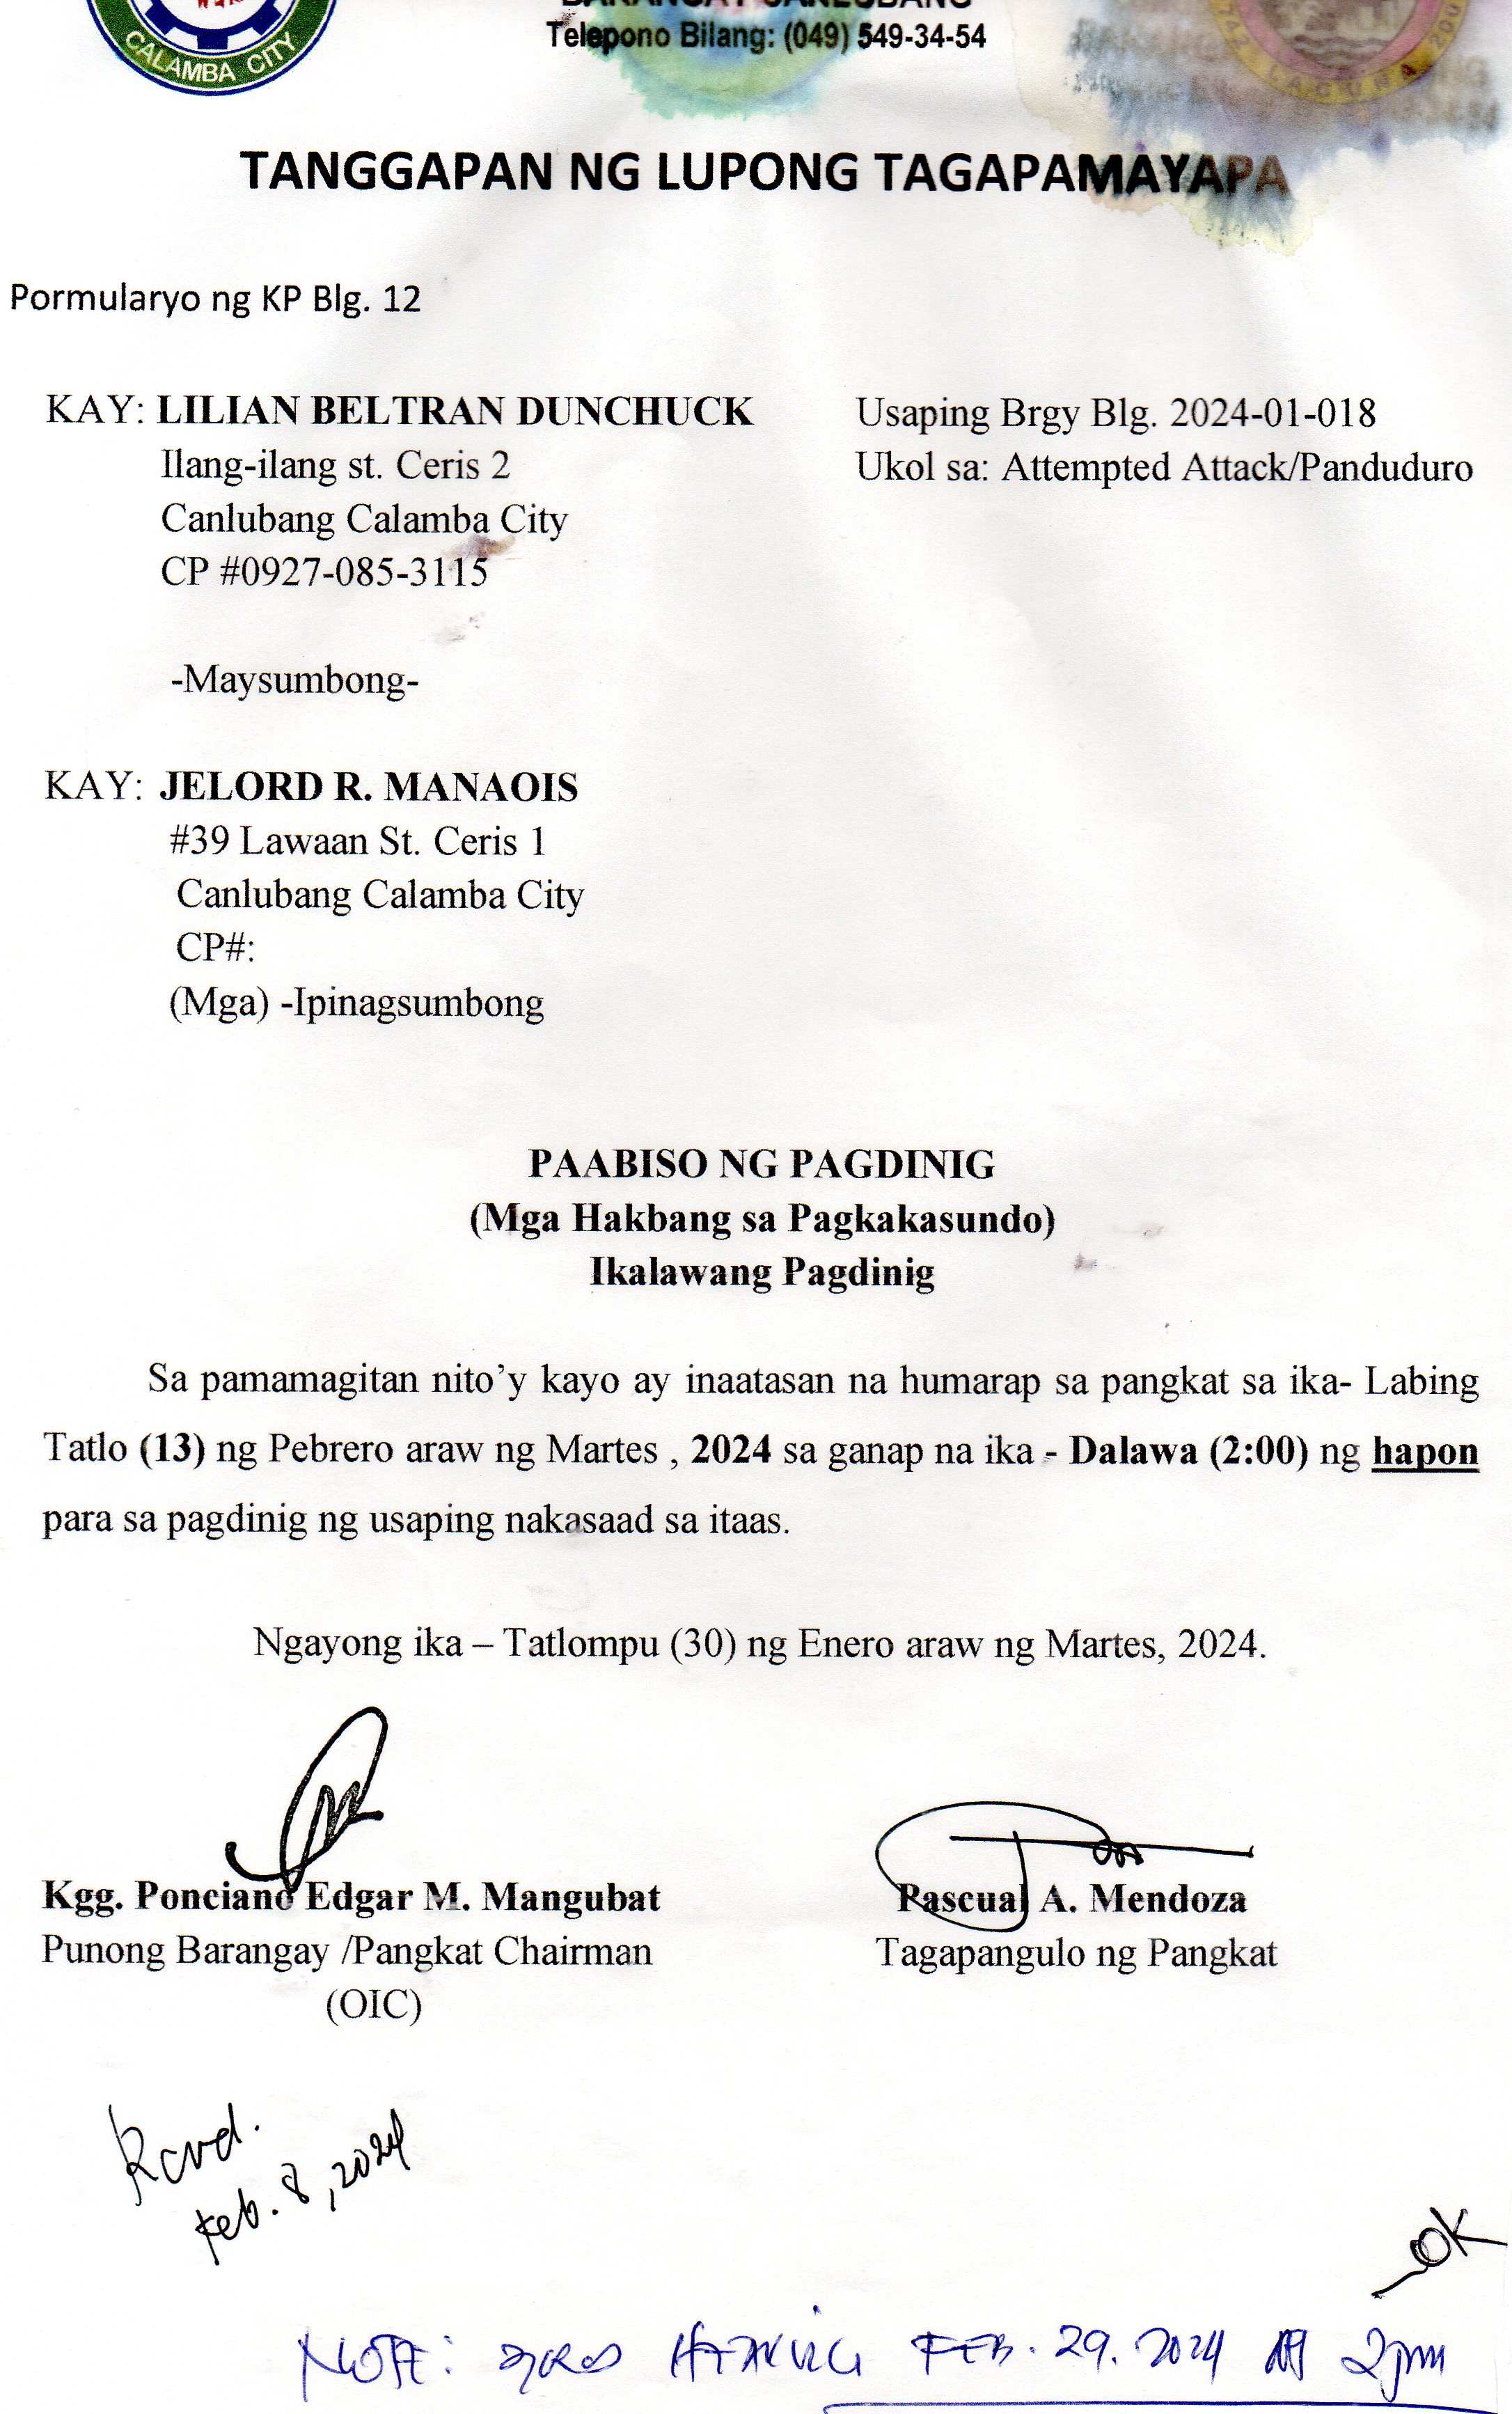 CALAMBA CITY
BARANGAY CANLUBANG
Telepono Bilang: (049) 549-34-54
LAGUNA
TANGGAPAN NG LUPONG TAGAPAMAYAPA
Pormularyo ng KP Blg. 12
KAY: LILIAN BELTRAN DUNCHUCK
Ilang-ilang st. Ceris 2
Canlubang Calamba City
CP #0927-085-3115
-Maysumbong-
Usaping Brgy Blg. 2024-01-018
Ukol sa: Attempted Attack/Panduduro
KAY: JELORD R. MANAOIS
#39 Lawaan St. Ceris 1
Canlubang Calamba City
CP#:
(Mga) -Ipinagsumbong
PAABISO NG PAGDINIG
(Mga Hakbang sa Pagkakasundo)
Ikalawang Pagdinig
Sa pamamagitan nito’y kayo ay inaatasan na humarap sa pangkat sa ika- Labing
Tatlo (13) ng Pebrero araw ng Martes , 2024 sa ganap na ika - Dalawa (2:00) ng hapon
para sa pagdinig ng usaping nakasaad sa itaas.
Ngayong ika – Tatlompu (30) ng Enero araw ng Martes, 2024.
Kgg. Ponciano Edgar M. Mangubat
Punong Barangay /Pangkat Chairman
(OIC)
Pascual A. Mendoza
Tagapangulo ng Pangkat
Rcvd.
Feb. 8, 2024
OK
NOTE: HEARING FEB. 29. 2024 2pm